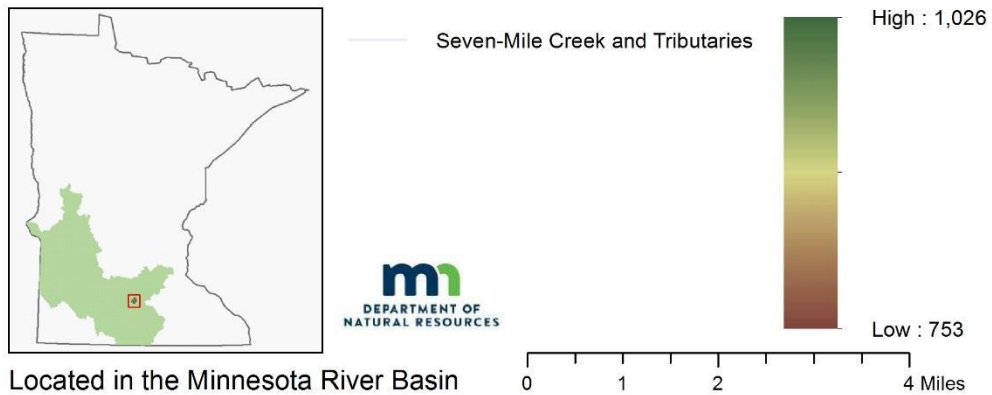 Seven-Mile Creek and Tributaries
High : 1,026
mn
DEPARTMENT OF
NATURAL RESOURCES
Low : 753
Located in the Minnesota River Basin
0 1 2 4 Miles